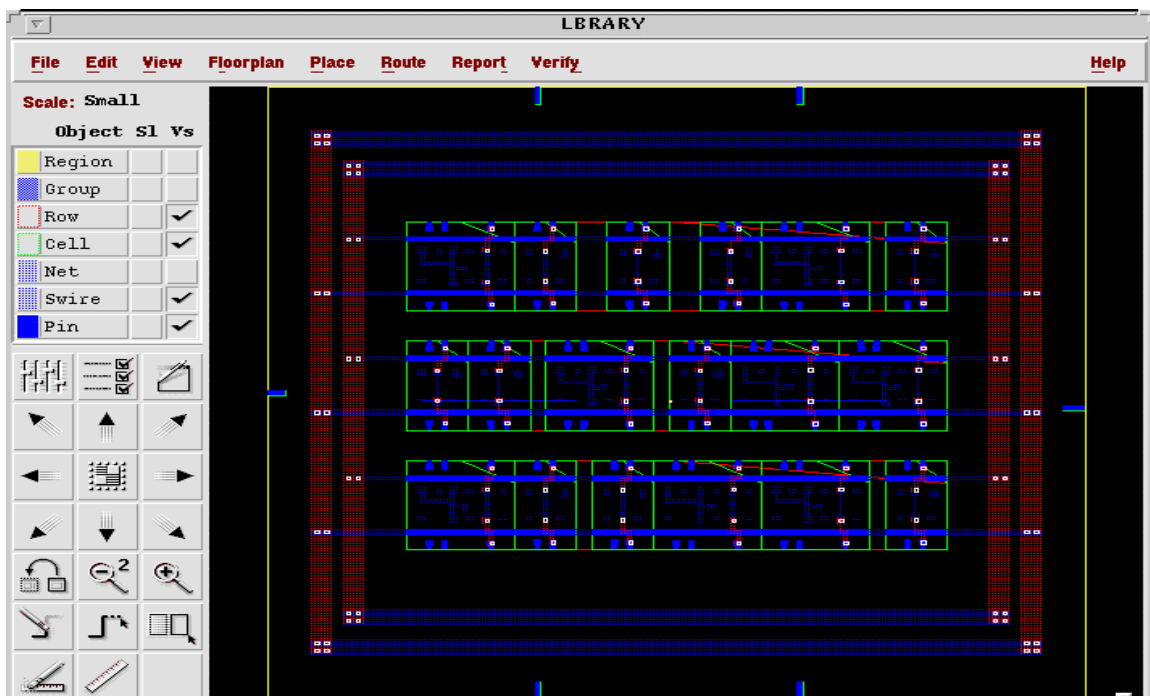 LBRARY
File Edit View Floorplan Place Route Report Verify Help
Scale: Small
Object Sl Vs
Region
Group
Row
Cell
Net
Swire
Pin
2